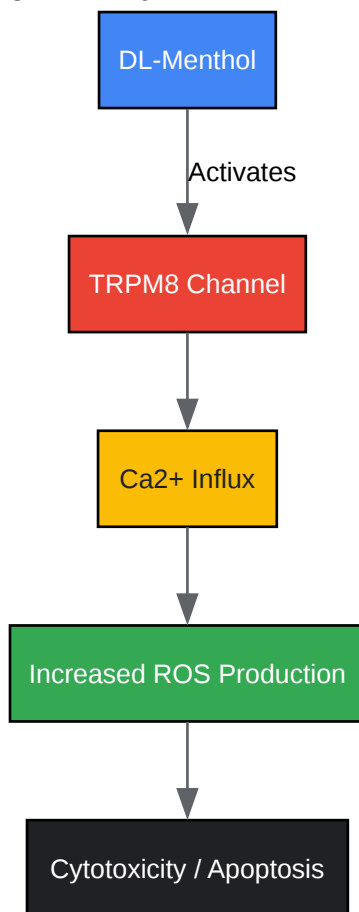 DL-Menthol
Activates
TRPM8 Channel
Ca2+ Influx
Increased ROS Production
Cytotoxicity / Apoptosis